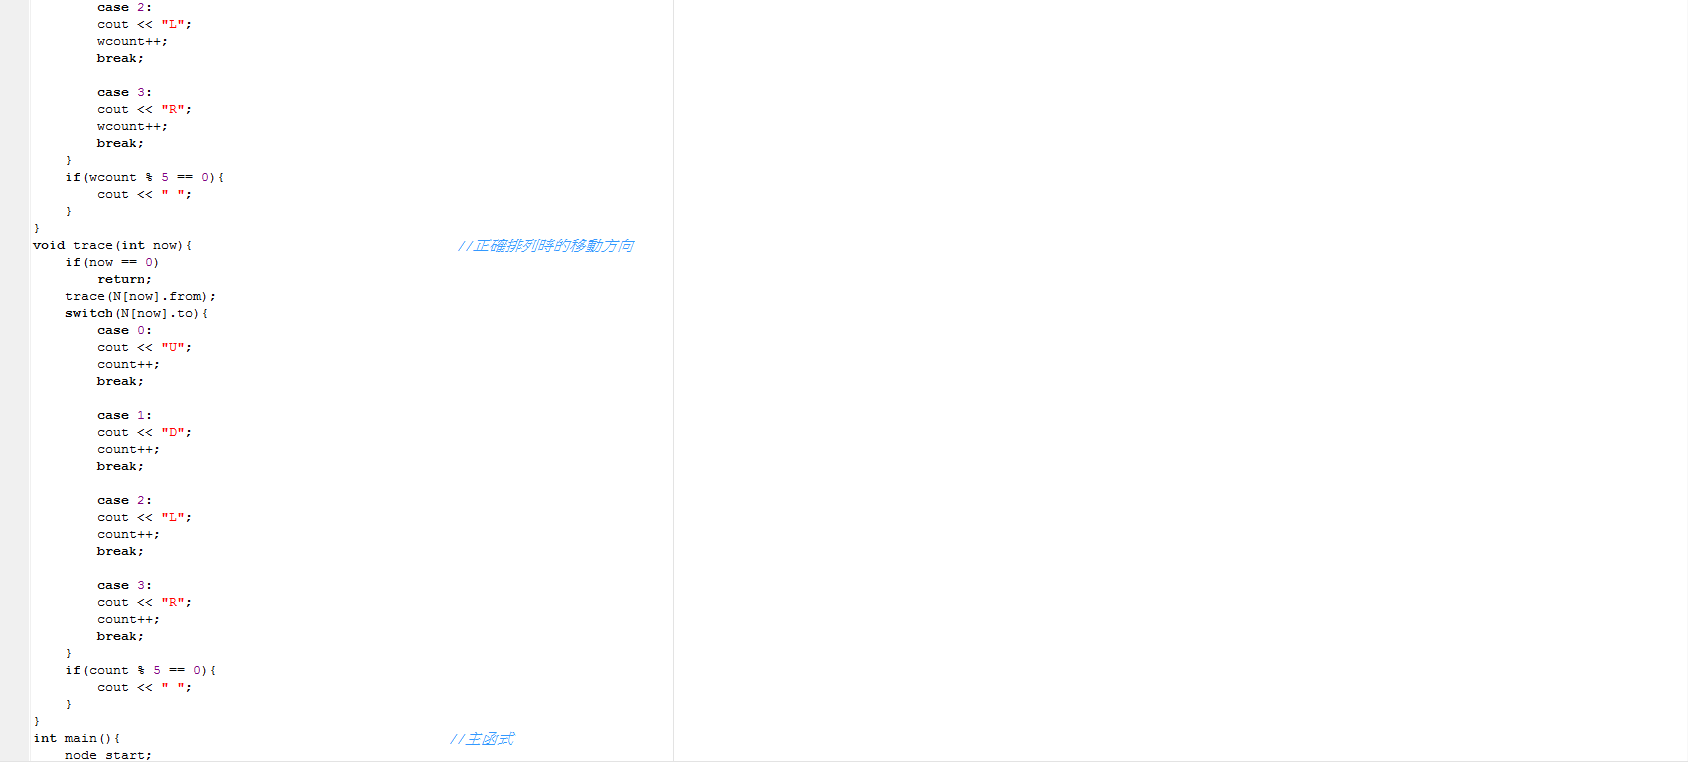 case 2:
cout << "L";
wcount++;
break;
case 3:
cout << "R";
wcount++;
break;
}
if(wcount % 5 == 0){
cout << " ";
}
}
void trace(int now){ //正確排列時的移動方向
if(now == 0)
return;
trace(N[now].from);
switch(N[now].to){
case 0:
cout << "U";
count++;
break;
case 1:
cout << "D";
count++;
break;
case 2:
cout << "L";
count++;
break;
case 3:
cout << "R";
count++;
break;
}
if(count % 5 == 0){
cout << " ";
}
}
int main(){ //主函式
node start;